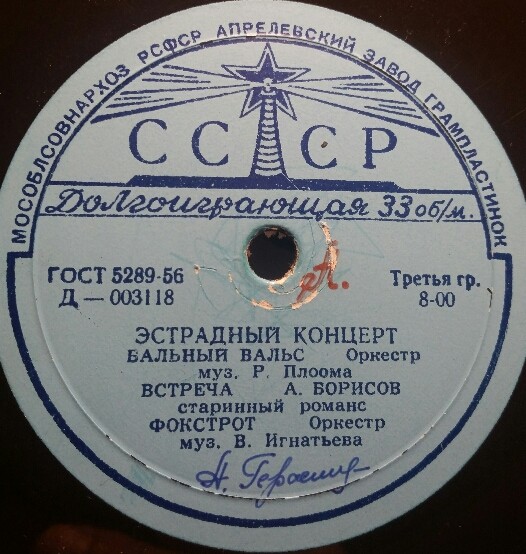 МОСОБЛСОВНАРХОЗ РСФСР АПРЕЛЕВСКИЙ ЗАВОД ГРАМПЛАСТИНОК
СССР
Долгоиграющая 33 об/м.
ГОСТ 5289-56
Д — 003118
Третья гр.
8-00
ЭСТРАДНЫЙ КОНЦЕРТ
БАЛЬНЫЙ ВАЛЬС Оркестр
муз. Р. Плоома
ВСТРЕЧА А. БОРИСОВ
старинный романс
ФОКСТРОТ Оркестр
муз. В. Игнатьева